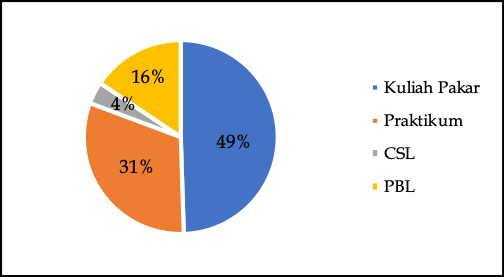 16%
4%
49%
31%
Kuliah Pakar
Praktikum
CSL
PBL